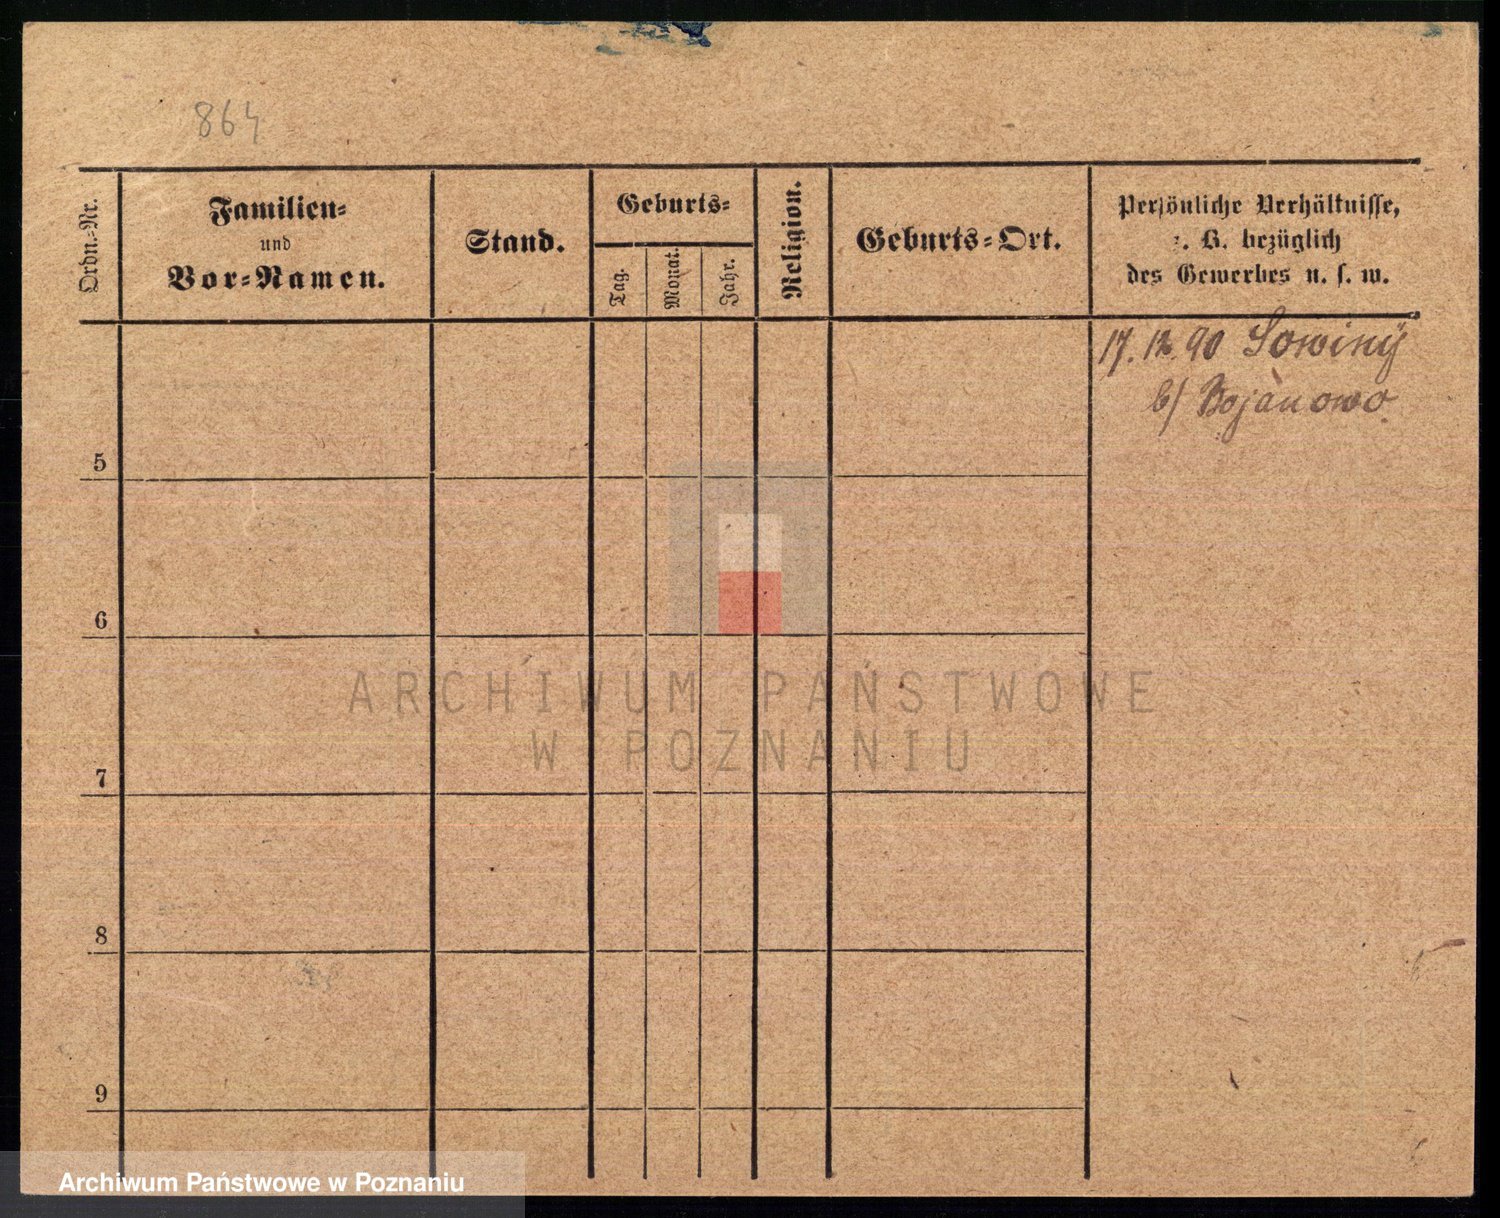 864
Ordn.-Nr.
Familien-
und
Vor-Namen.
Stand.
Geburts-
Tag.
Monat.
Jahr.
Religion.
Geburts-Ort.
Persönliche Verhältnisse,
z. B. bezüglich
des Gewerbes u. s. w.
17. 12. 90 Sowiny
b/ Bojanowo
5
6
7
8
9
ARCHIWUM PAŃSTWOWE
W POZNANIU
Archiwum Państwowe w Poznaniu